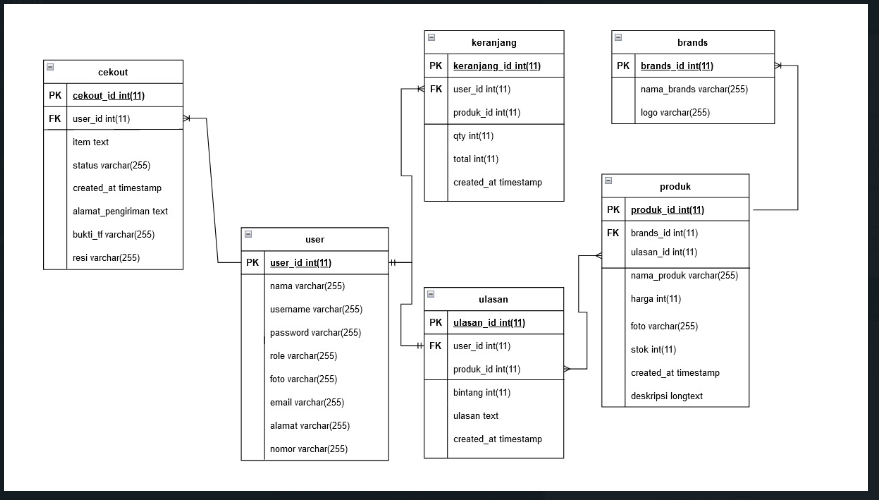 cekout
PK cekout_id int(11)
FK user_id int(11)
item text
status varchar(255)
created_at timestamp
alamat_pengiriman text
bukti_tf varchar(255)
resi varchar(255)
user
PK user_id int(11)
nama varchar(255)
username varchar(255)
password varchar(255)
role varchar(255)
foto varchar(255)
email varchar(255)
alamat varchar(255)
nomor varchar(255)
keranjang
PK keranjang_id int(11)
FK user_id int(11)
produk_id int(11)
qty int(11)
total int(11)
created_at timestamp
ulasan
PK ulasan_id int(11)
FK user_id int(11)
produk_id int(11)
bintang int(11)
ulasan text
created_at timestamp
brands
PK brands_id int(11)
nama_brands varchar(255)
logo varchar(255)
produk
PK produk_id int(11)
FK brands_id int(11)
ulasan_id int(11)
nama_produk varchar(255)
harga int(11)
foto varchar(255)
stok int(11)
created_at timestamp
deskripsi longtext